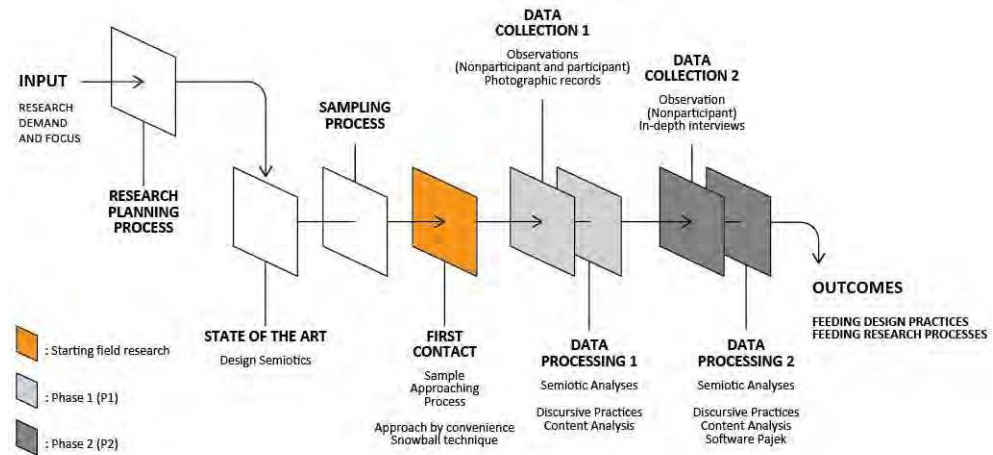 INPUT
RESEARCH
DEMAND
AND FOCUS
RESEARCH
PLANNING
PROCESS
STATE OF THE ART
Design Semiotics
SAMPLING
PROCESS
FIRST
CONTACT
Sample
Approaching
Process
Approach by convenience
Snowball technique
DATA
COLLECTION 1
Observations
(Nonparticipant and participant)
Photographic records
DATA
PROCESSING 1
Semiotic Analyses
Discursive Practices
Content Analysis
DATA
COLLECTION 2
Observation
(Nonparticipant)
In-depth interviews
DATA
PROCESSING 2
Semiotic Analyses
Discursive Practices
Content Analysis
Software Pajek
OUTCOMES
FEEDING DESIGN PRACTICES
FEEDING RESEARCH PROCESSES
: Starting field research
: Phase 1 (P1)
: Phase 2 (P2)